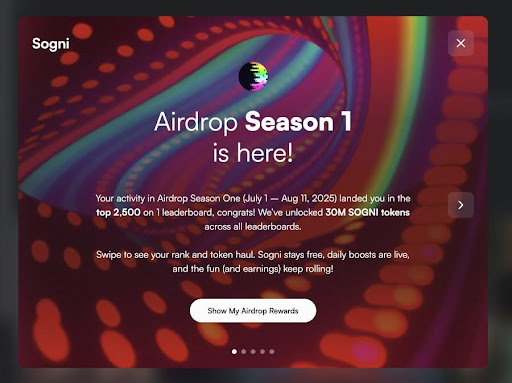 Sogni
Airdrop Season 1
is here!
Your activity in Airdrop Season One (July 1 — Aug 11, 2025) landed you in the
top 2,500 on 1 leaderboard, congrats! We've unlocked 30M SOGNI tokens
across all leaderboards.
Swipe to see your rank and token haul. Sogni stays free, daily boosts are live,
and the fun (and earnings) keep rolling!
Show My Airdrop Rewards